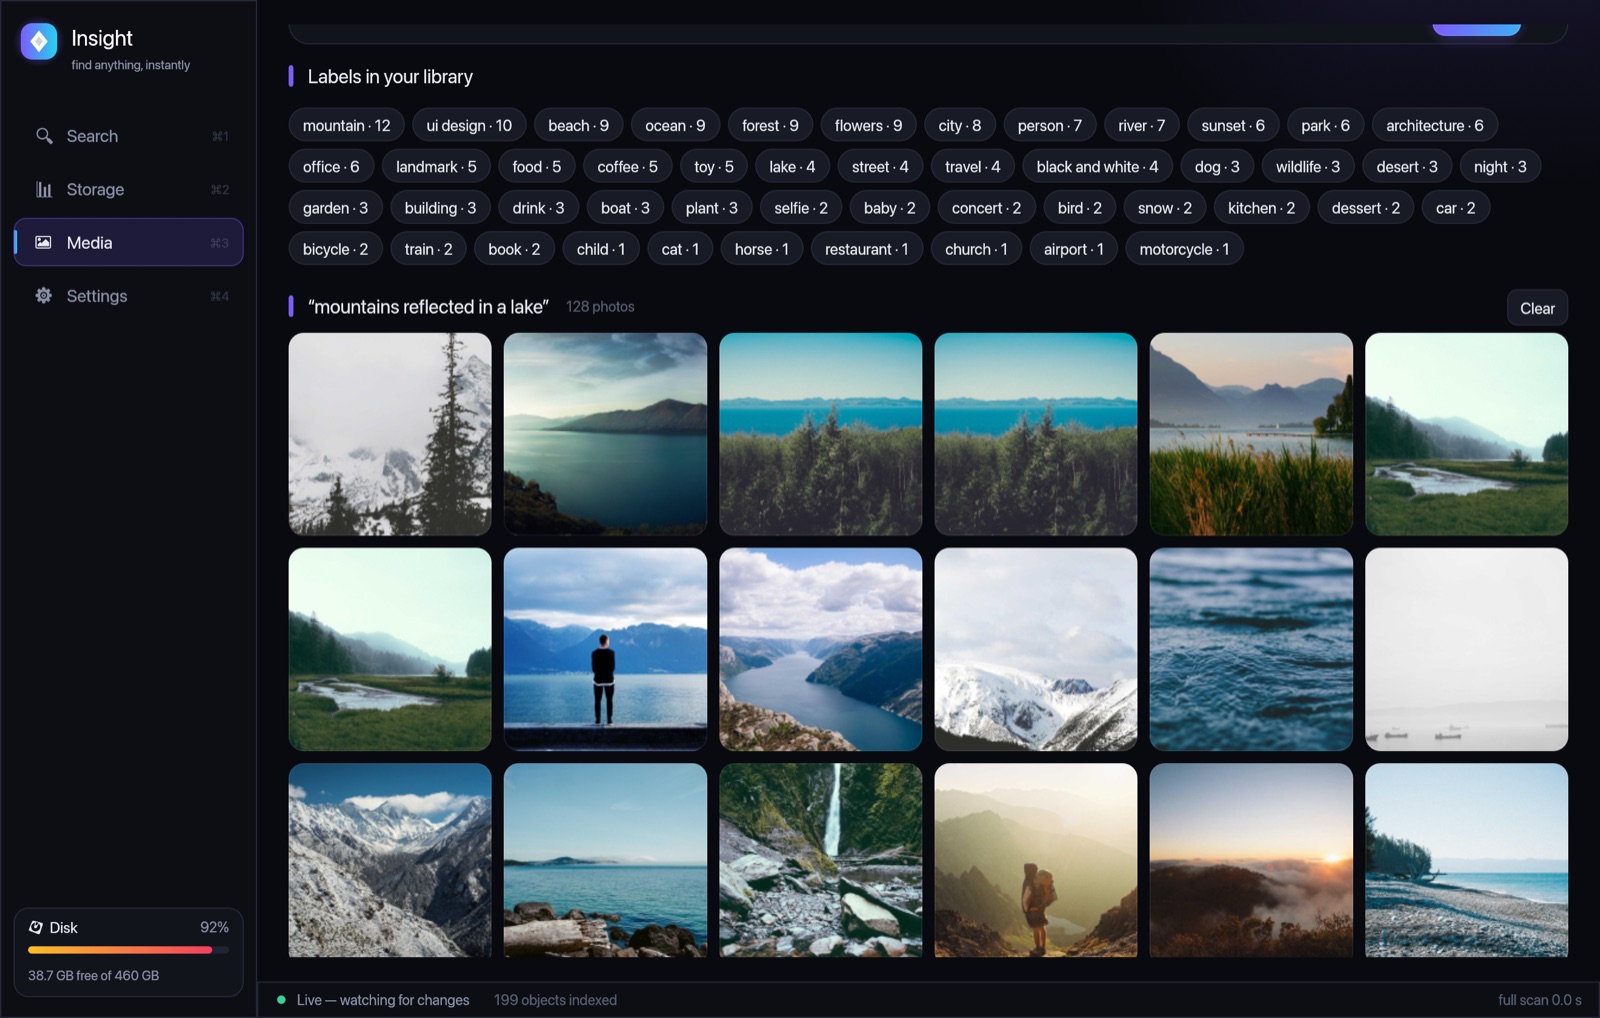 Insight
find anything, instantly
Search ⌘1
Storage ⌘2
Media ⌘3
Settings ⌘4
Disk 92%
38.7 GB free of 460 GB
Labels in your library
mountain · 12 ui design · 10 beach · 9 ocean · 9 forest · 9 flowers · 9 city · 8 person · 7 river · 7 sunset · 6 park · 6 architecture · 6
office · 6 landmark · 5 food · 5 coffee · 5 toy · 5 lake · 4 street · 4 travel · 4 black and white · 4 dog · 3 wildlife · 3 desert · 3 night · 3
garden · 3 building · 3 drink · 3 boat · 3 plant · 3 selfie · 2 baby · 2 concert · 2 bird · 2 snow · 2 kitchen · 2 dessert · 2 car · 2
bicycle · 2 train · 2 book · 2 child · 1 cat · 1 horse · 1 restaurant · 1 church · 1 airport · 1 motorcycle · 1
“mountains reflected in a lake” 128 photos Clear
Live — watching for changes 199 objects indexed full scan 0.0 s